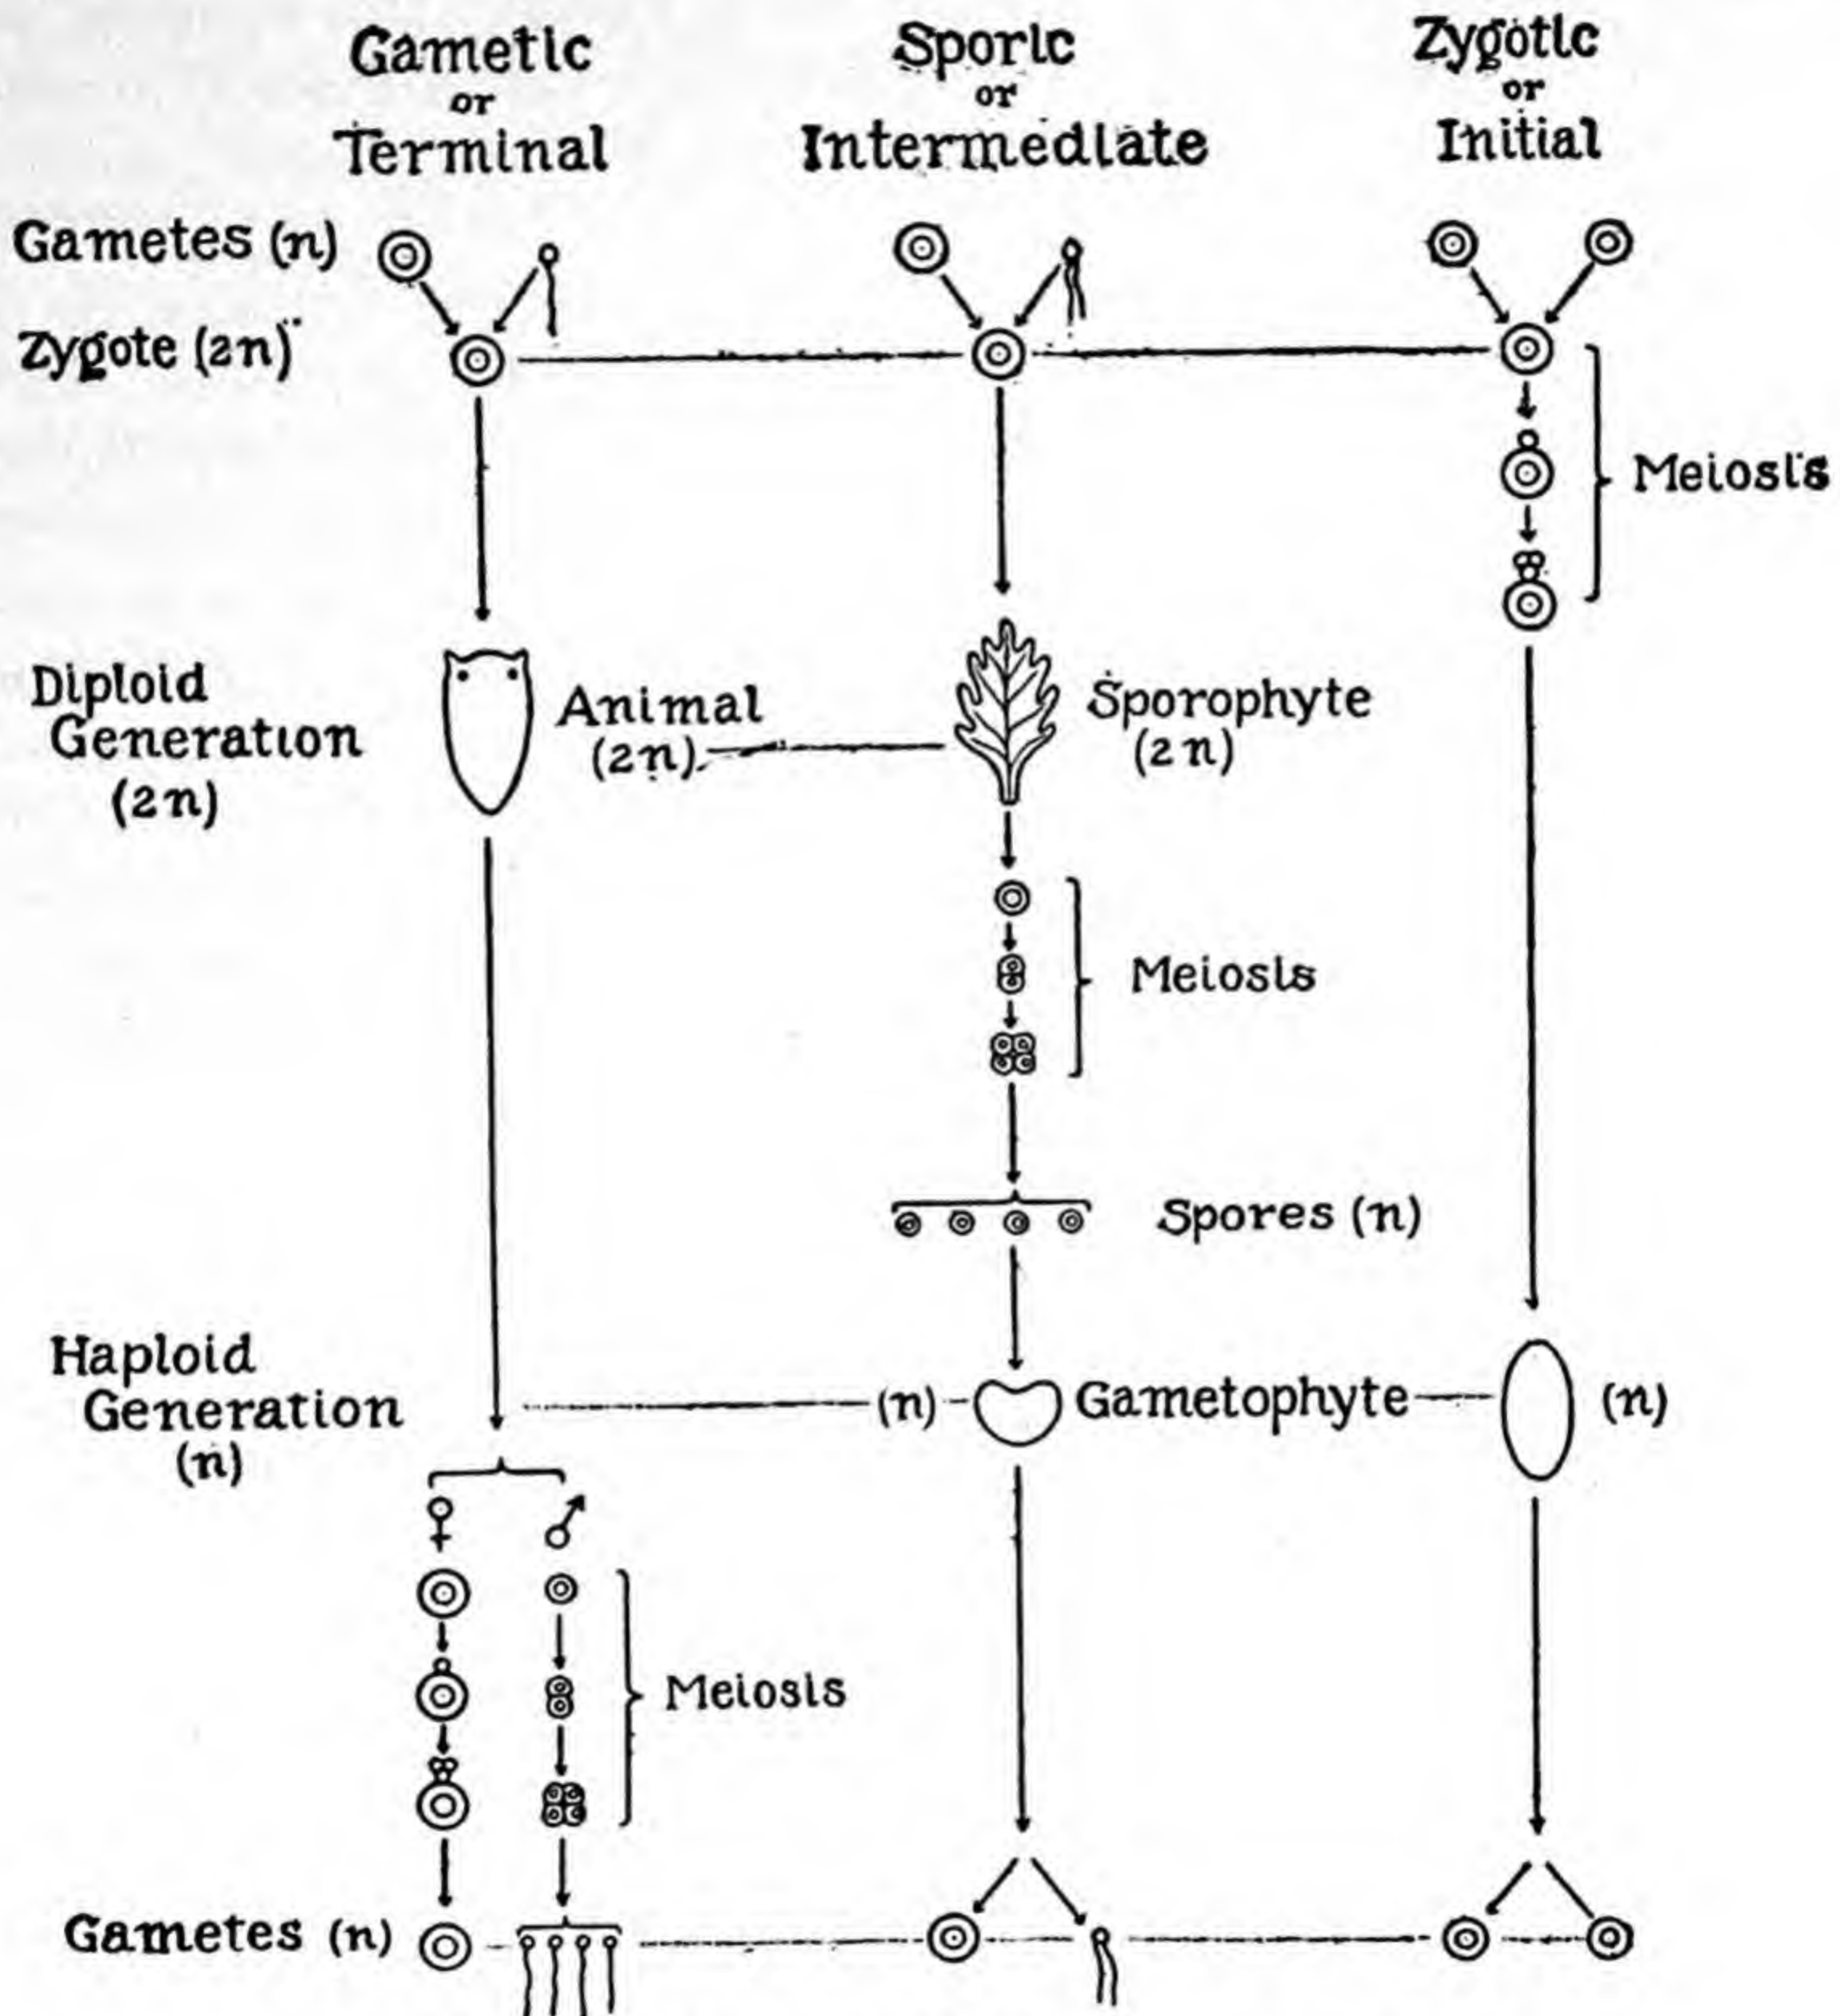 Gametic
or
Terminal
Sporic
or
Intermediate
Zygotic
or
Initial
Gametes (n)
Zygote (2n)
Meiosis
Diploid
Generation
(2n)
Animal
(2n)
Sporophyte
(2n)
Meiosis
Spores (n)
Haploid
Generation
(n)
(n)
Gametophyte
(n)
♀ ♂
Meiosis
Gametes (n)